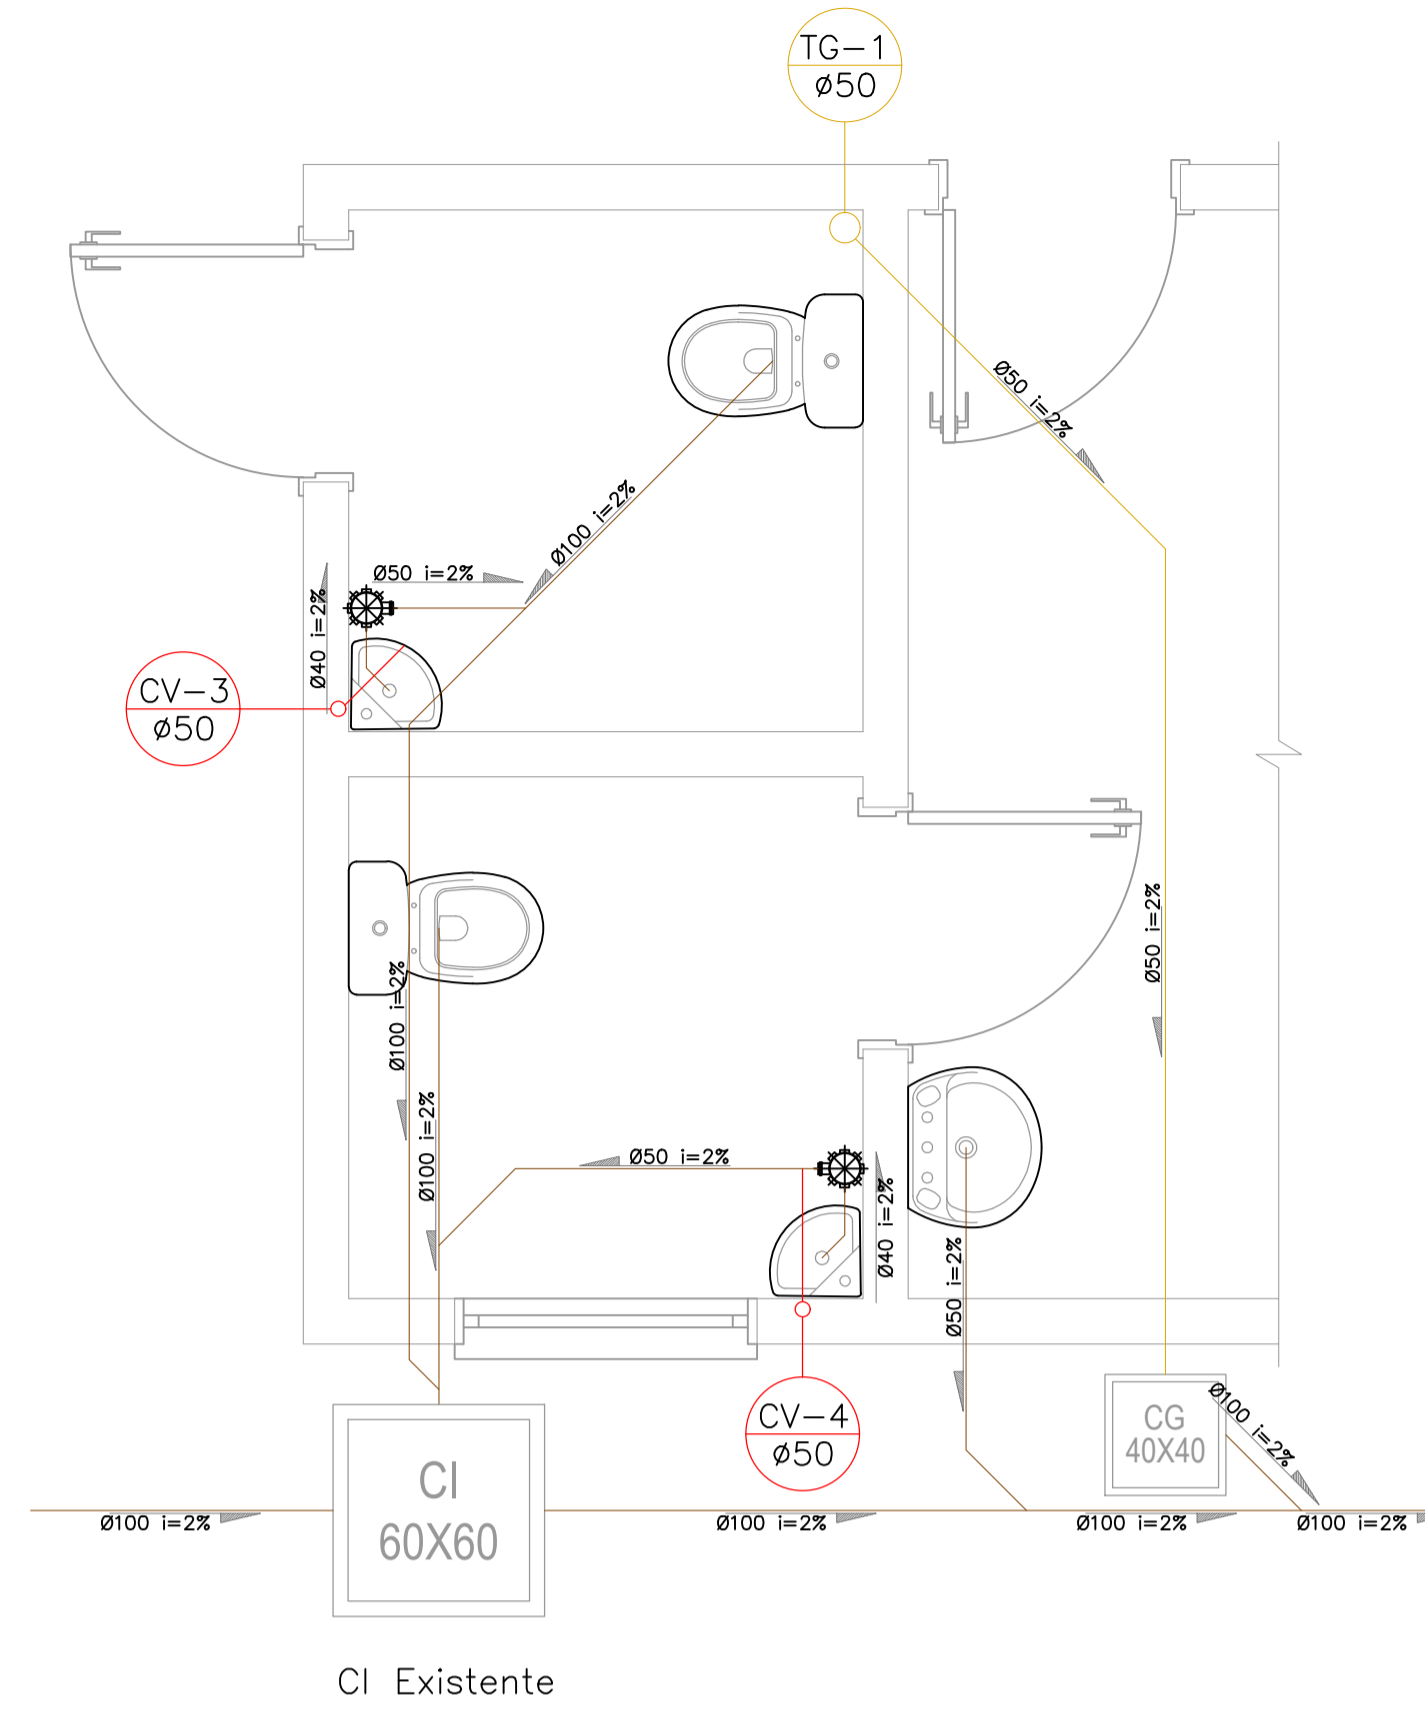 TG-1
ø50
Ø50 i=2%
Ø100 i=2%
Ø50 i=2%
Ø40 i=2%
CV-3
ø50
Ø50 i=2%
Ø100 i=2%
Ø100 i=2%
Ø50 i=2%
Ø40 i=2%
Ø50 i=2%
CV-4
ø50
CG
40X40
Ø100 i=2%
CI
60X60
Ø100 i=2%
Ø100 i=2%
Ø100 i=2%
Ø100 i=2%
CI Existente